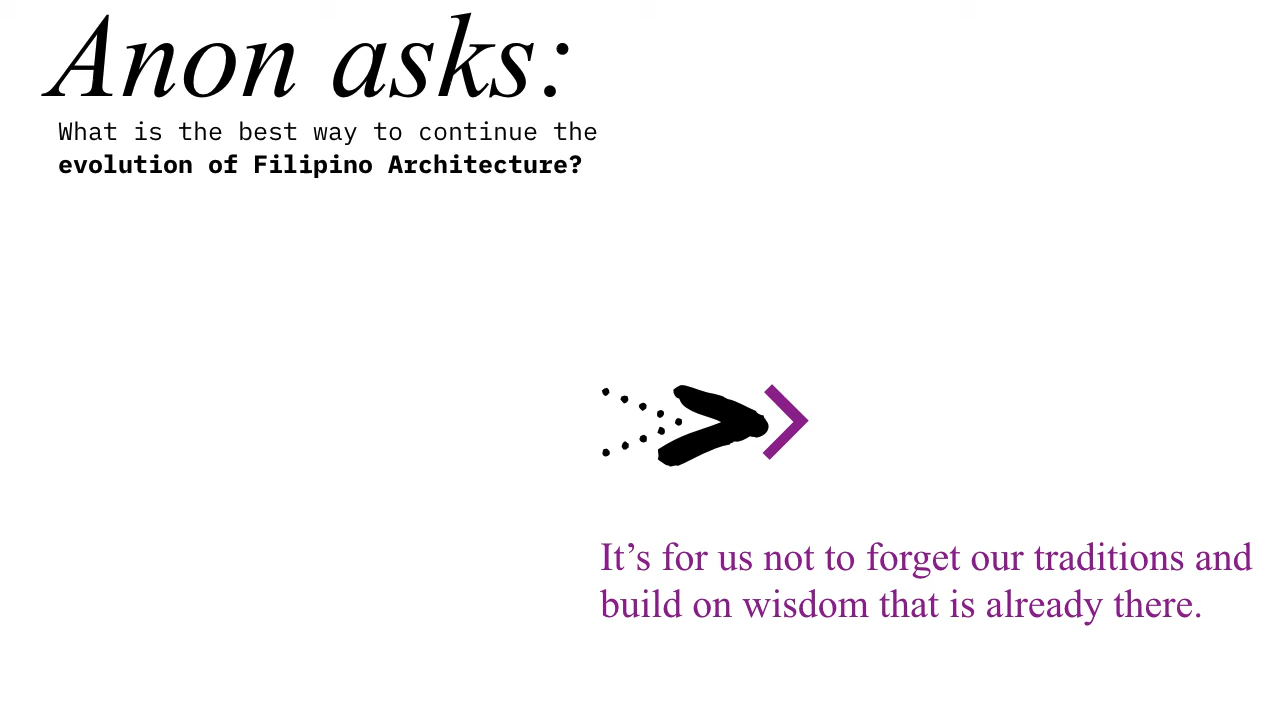 Anon asks:
What is the best way to continue the
evolution of Filipino Architecture?
It’s for us not to forget our traditions and
build on wisdom that is already there.